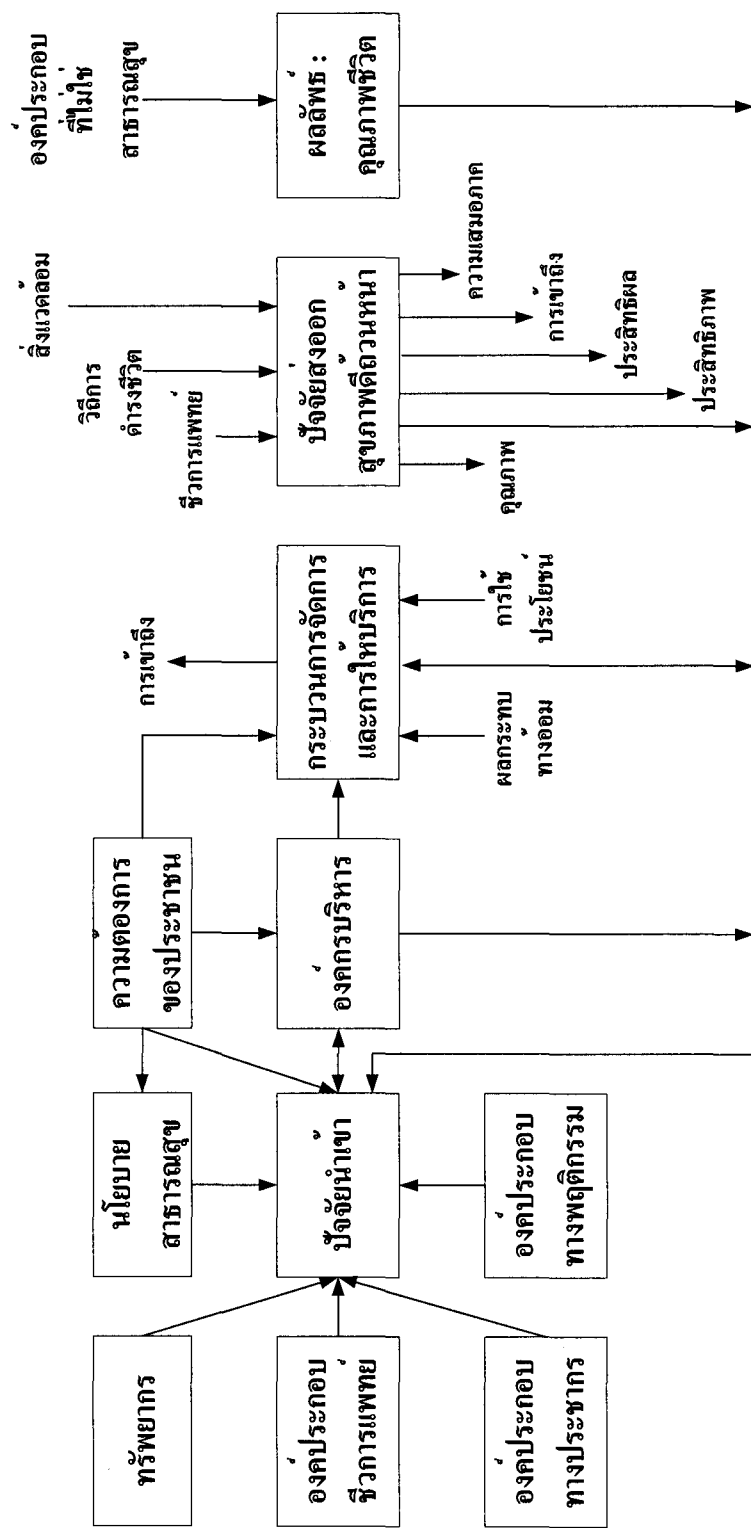 ทรัพยากร
องค์ประกอบ
ชีวการแพทย์
องค์ประกอบ
ทางประชากร
นโยบาย
สาธารณสุข
ปัจจัยนำเข้า
องค์ประกอบ
ทางพฤติกรรม
ความต้องการ
ของประชาชน
องค์กรบริหาร
การเข้าถึง
กระบวนการจัดการ
และการให้บริการ
ผลกระทบ
ทางอ้อม
การใช้
ประโยชน์
ชีวการแพทย์
วิถีการ
ดำรงชีวิต
สิ่งแวดล้อม
ปัจจัยส่งออก
สุขภาพดีถ้วนหน้า
คุณภาพ
ประสิทธิภาพ
ประสิทธิผล
การเข้าถึง
ความเสมอภาค
องค์ประกอบ
ที่ไม่ใช่
สาธารณสุข
ผลลัพธ์ :
คุณภาพชีวิต